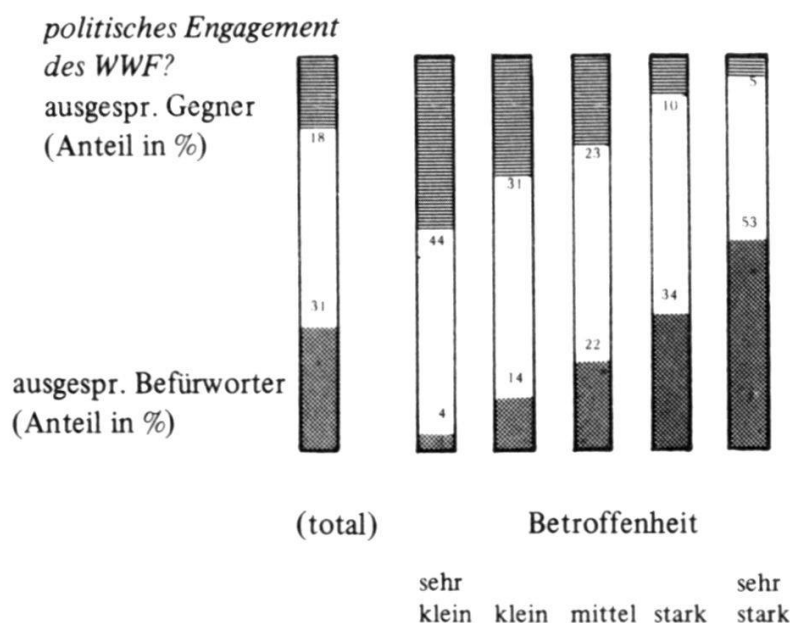 politisches Engagement
des WWF?
ausgespr. Gegner
(Anteil in %)
18
44
31
23
10
5
31
4
14
22
34
53
ausgespr. Befürworter
(Anteil in %)
(total)
Betroffenheit
sehr klein
klein
mittel
stark
sehr stark